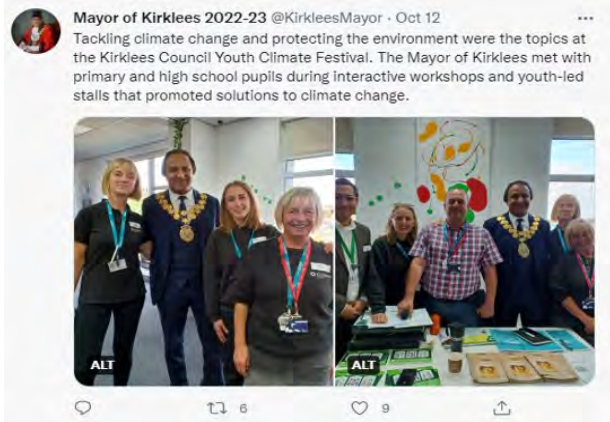 Mayor of Kirklees 2022-23 @KirkleesMayor · Oct 12
Tackling climate change and protecting the environment were the topics at
the Kirklees Council Youth Climate Festival. The Mayor of Kirklees met with
primary and high school pupils during interactive workshops and youth-led
stalls that promoted solutions to climate change.
ALT
ALT
6
9